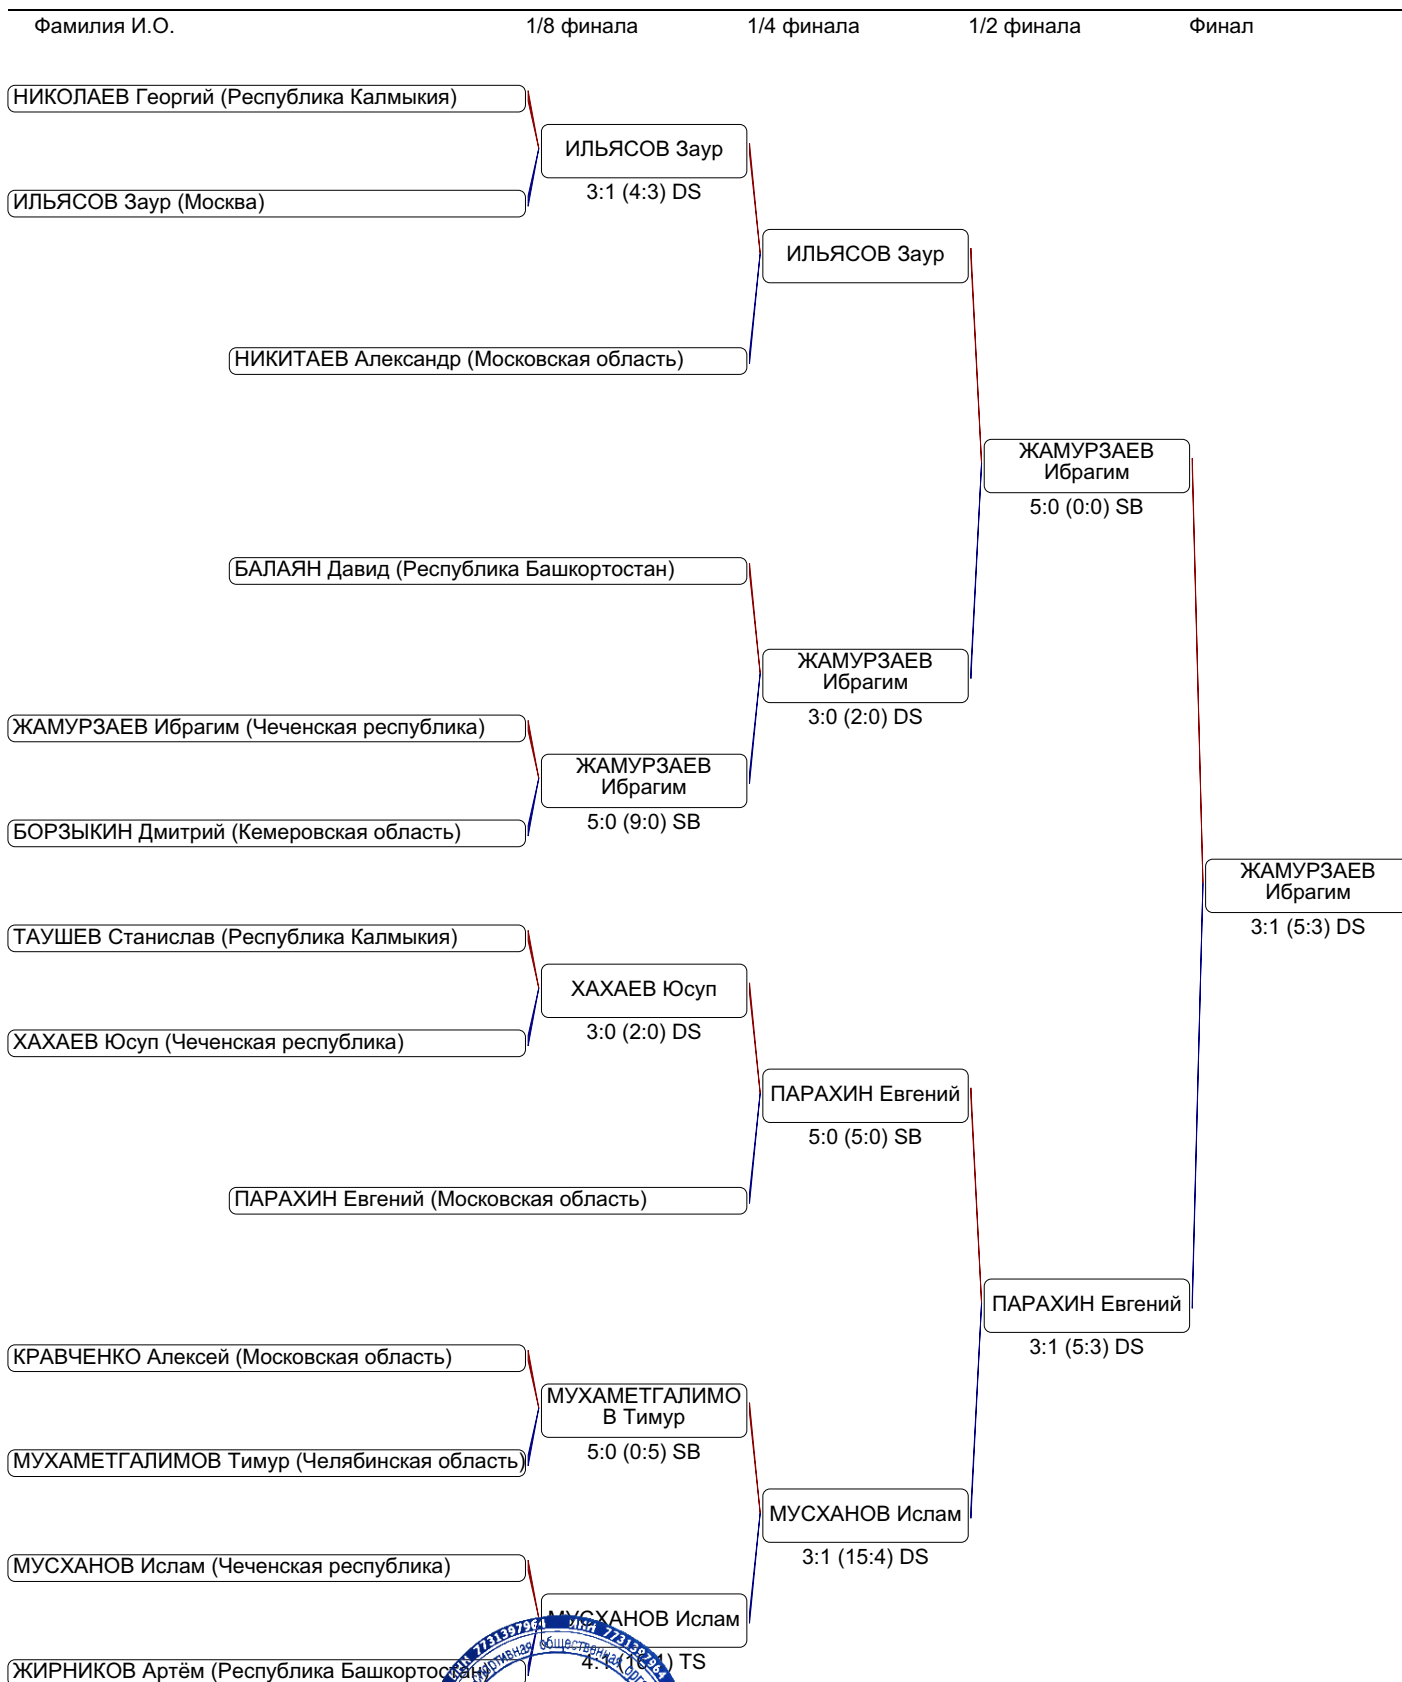 Фамилия И.О. 1/8 финала 1/4 финала 1/2 финала Финал
НИКОЛАЕВ Георгий (Республика Калмыкия)
ИЛЬЯСОВ Заур
3:1 (4:3) DS
ИЛЬЯСОВ Заур (Москва)
ИЛЬЯСОВ Заур
НИКИТАЕВ Александр (Московская область)
ЖАМУРЗАЕВ
Ибрагим
5:0 (0:0) SB
БАЛАЯН Давид (Республика Башкортостан)
ЖАМУРЗАЕВ
Ибрагим
3:0 (2:0) DS
ЖАМУРЗАЕВ Ибрагим (Чеченская республика)
ЖАМУРЗАЕВ
Ибрагим
5:0 (9:0) SB
БОРЗЫКИН Дмитрий (Кемеровская область)
ЖАМУРЗАЕВ
Ибрагим
3:1 (5:3) DS
ТАУШЕВ Станислав (Республика Калмыкия)
ХАХАЕВ Юсуп
3:0 (2:0) DS
ХАХАЕВ Юсуп (Чеченская республика)
ПАРАХИН Евгений
5:0 (5:0) SB
ПАРАХИН Евгений (Московская область)
ПАРАХИН Евгений
3:1 (5:3) DS
КРАВЧЕНКО Алексей (Московская область)
МУХАМЕТГАЛИМО
В Тимур
5:0 (0:5) SB
МУХАМЕТГАЛИМОВ Тимур (Челябинская область)
МУСХАНОВ Ислам
3:1 (15:4) DS
МУСХАНОВ Ислам (Чеченская республика)
МУСХАНОВ Ислам
TS
ЖИРНИКОВ Артём (Республика Башкортостан)
7731397964 ИНН 7731397964
общественная